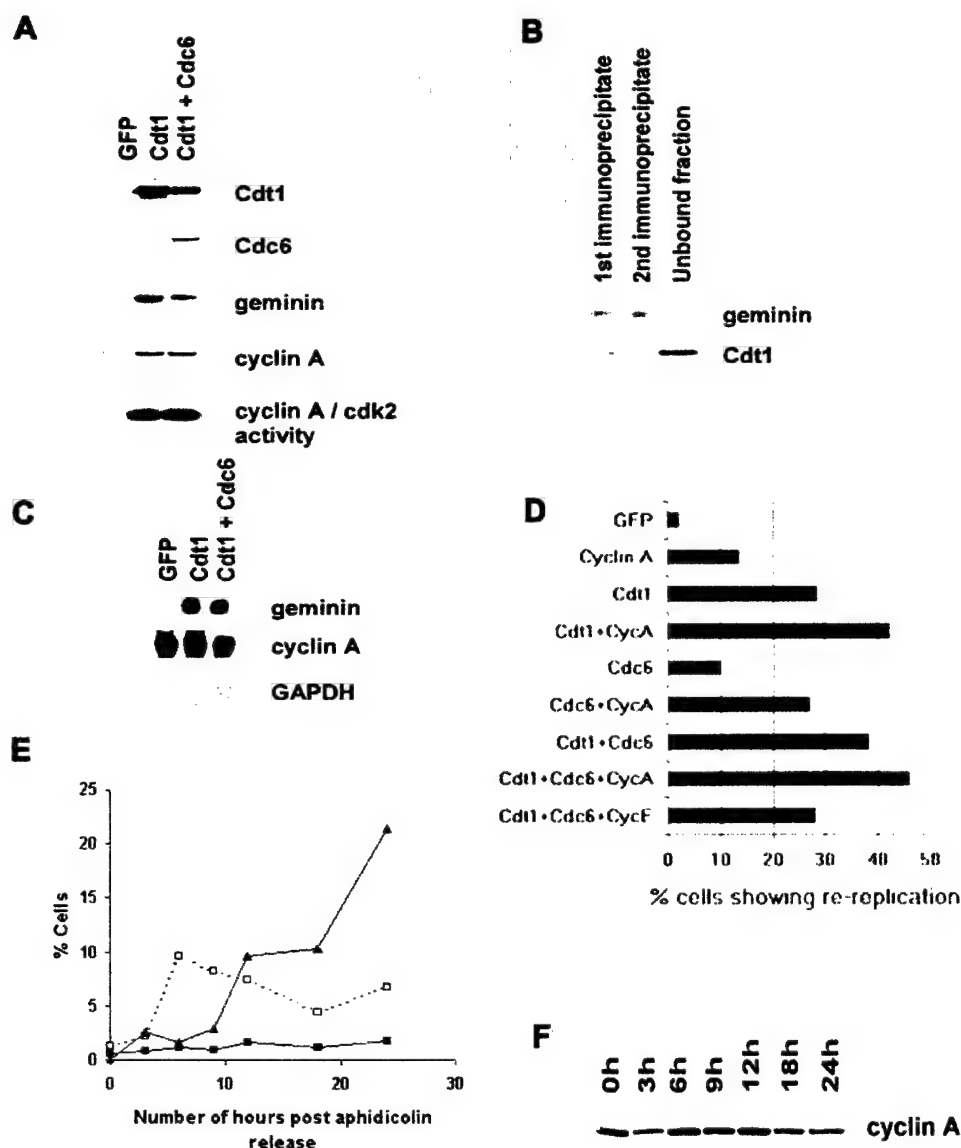 A
GFP
Cdt1
Cdt1 + Cdc6
Cdt1
Cdc6
geminin
cyclin A
cyclin A / cdk2
activity
B
1st immunoprecipitate
2nd immunoprecipitate
Unbound fraction
geminin
Cdt1
C
GFP
Cdt1
Cdt1 + Cdc6
geminin
cyclin A
GAPDH
D
GFP
Cyclin A
Cdt1
Cdt1+CycA
Cdc6
Cdc6+CycA
Cdt1+Cdc6
Cdt1+Cdc6+CycA
Cdt1+Cdc6+CycE
0 10 20 30 40 50
% cells showing re-replication
E
25
20
15
10
5
0
% Cells
0 10 20 30
Number of hours post aphidicolin
release
F
0h 3h 6h 9h 12h 18h 24h
cyclin A